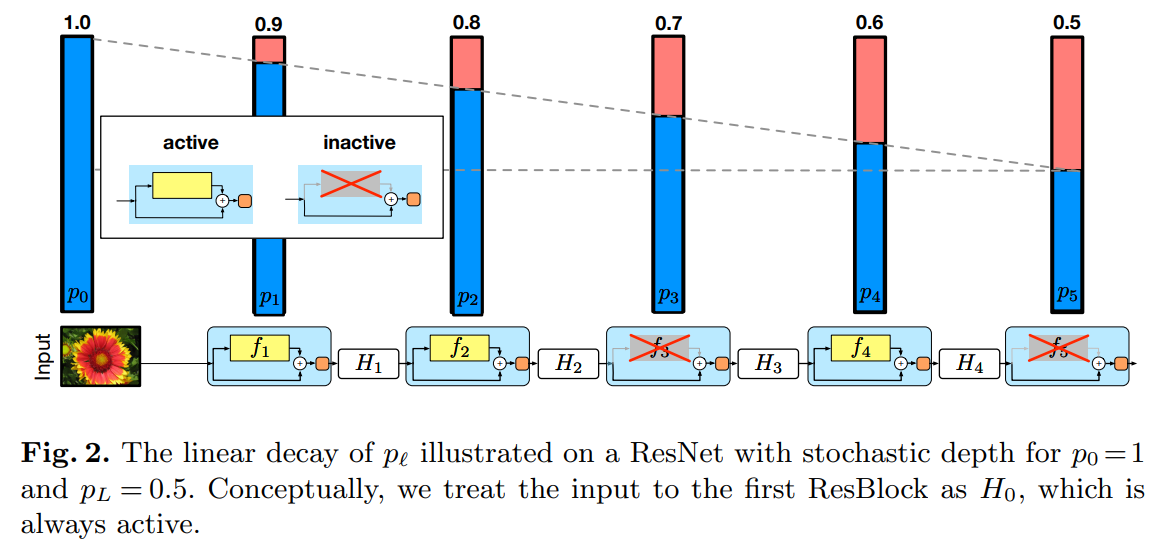 1.0 0.9 0.8 0.7 0.6 0.5
active inactive
+ +
p₀ p₁ p₂ p₃ p₄ p₅
Input f₁ + H₁ f₂ + H₂ f₃ + H₃ f₄ + H₄ f₅ +
Fig. 2. The linear decay of pℓ illustrated on a ResNet with stochastic depth for p₀ = 1
and p_L = 0.5. Conceptually, we treat the input to the first ResBlock as H₀, which is
always active.